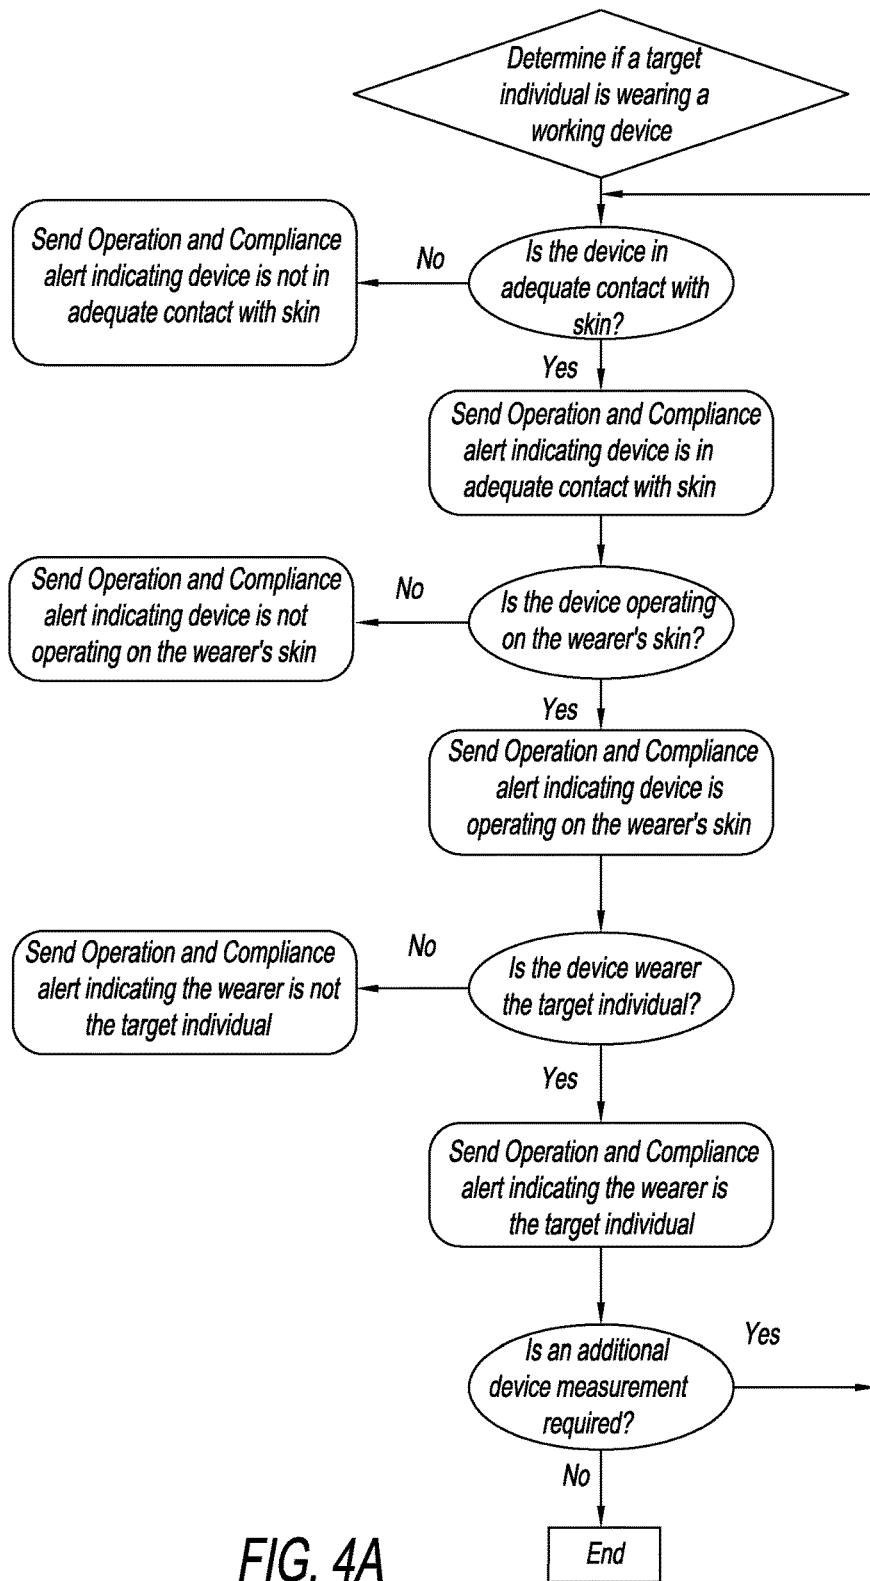 Determine if a target
individual is wearing a
working device
Send Operation and Compliance
alert indicating device is not in
adequate contact with skin
No
Is the device in
adequate contact with
skin?
Yes
Send Operation and Compliance
alert indicating device is in
adequate contact with skin
Send Operation and Compliance
alert indicating device is not
operating on the wearer's skin
No
Is the device operating
on the wearer's skin?
Yes
Send Operation and Compliance
alert indicating device is
operating on the wearer's skin
Send Operation and Compliance
alert indicating the wearer is not
the target individual
No
Is the device wearer
the target individual?
Yes
Send Operation and Compliance
alert indicating the wearer is
the target individual
Is an additional
device measurement
required?
Yes
No
End
FIG. 4A